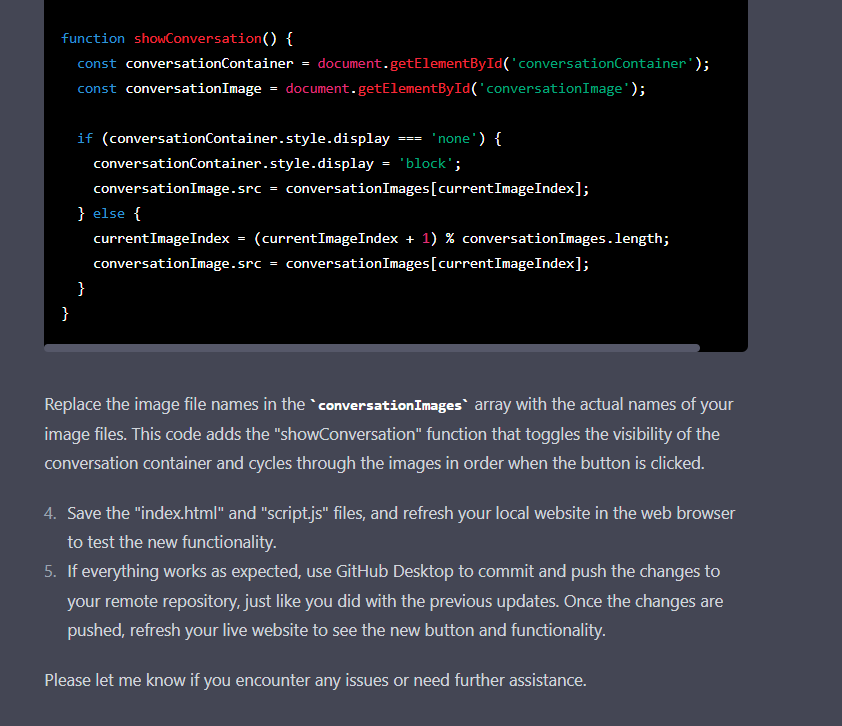 function showConversation() {
const conversationContainer = document.getElementById('conversationContainer');
const conversationImage = document.getElementById('conversationImage');
if (conversationContainer.style.display === 'none') {
conversationContainer.style.display = 'block';
conversationImage.src = conversationImages[currentImageIndex];
} else {
currentImageIndex = (currentImageIndex + 1) % conversationImages.length;
conversationImage.src = conversationImages[currentImageIndex];
}
}
Replace the image file names in the `conversationImages` array with the actual names of your
image files. This code adds the "showConversation" function that toggles the visibility of the
conversation container and cycles through the images in order when the button is clicked.
4. Save the "index.html" and "script.js" files, and refresh your local website in the web browser
to test the new functionality.
5. If everything works as expected, use GitHub Desktop to commit and push the changes to
your remote repository, just like you did with the previous updates. Once the changes are
pushed, refresh your live website to see the new button and functionality.
Please let me know if you encounter any issues or need further assistance.